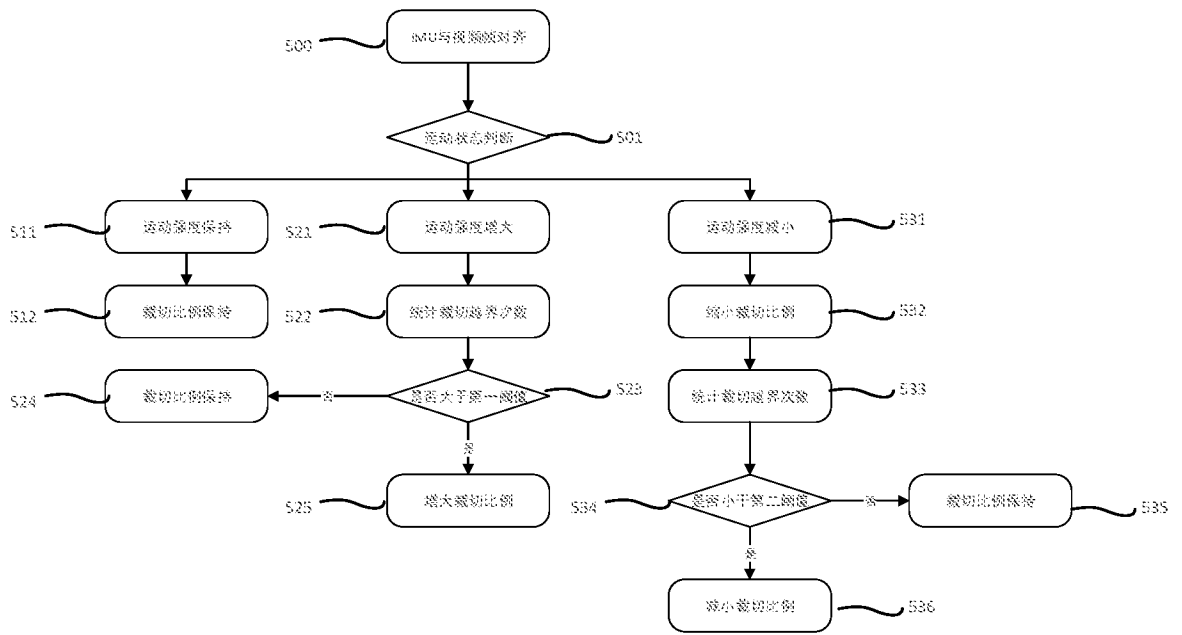 IMU与视频帧对齐
S00
运动状态判断
S01
运动强度保持
S11
运动强度增大
S21
运动强度减小
S31
裁切比例保持
S12
统计裁切越界次数
S22
缩小裁切比例
S32
裁切比例保持
S24
否
是否大于第一阈值
S23
统计裁切越界次数
S33
是
增大裁切比例
S25
是否小于第二阈值
S34
否
裁切比例保持
S35
是
减小裁切比例
S36